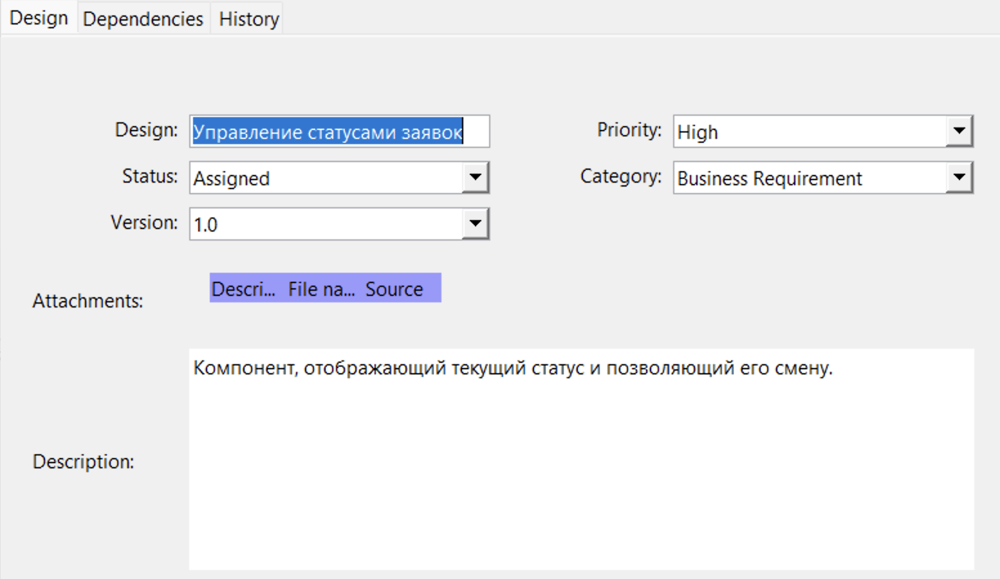 Design Dependencies History
Design: Управление статусами заявок Priority: High
Status: Assigned Category: Business Requirement
Version: 1.0
Attachments: Descri... File na... Source
Компонент, отображающий текущий статус и позволяющий его смену.
Description: